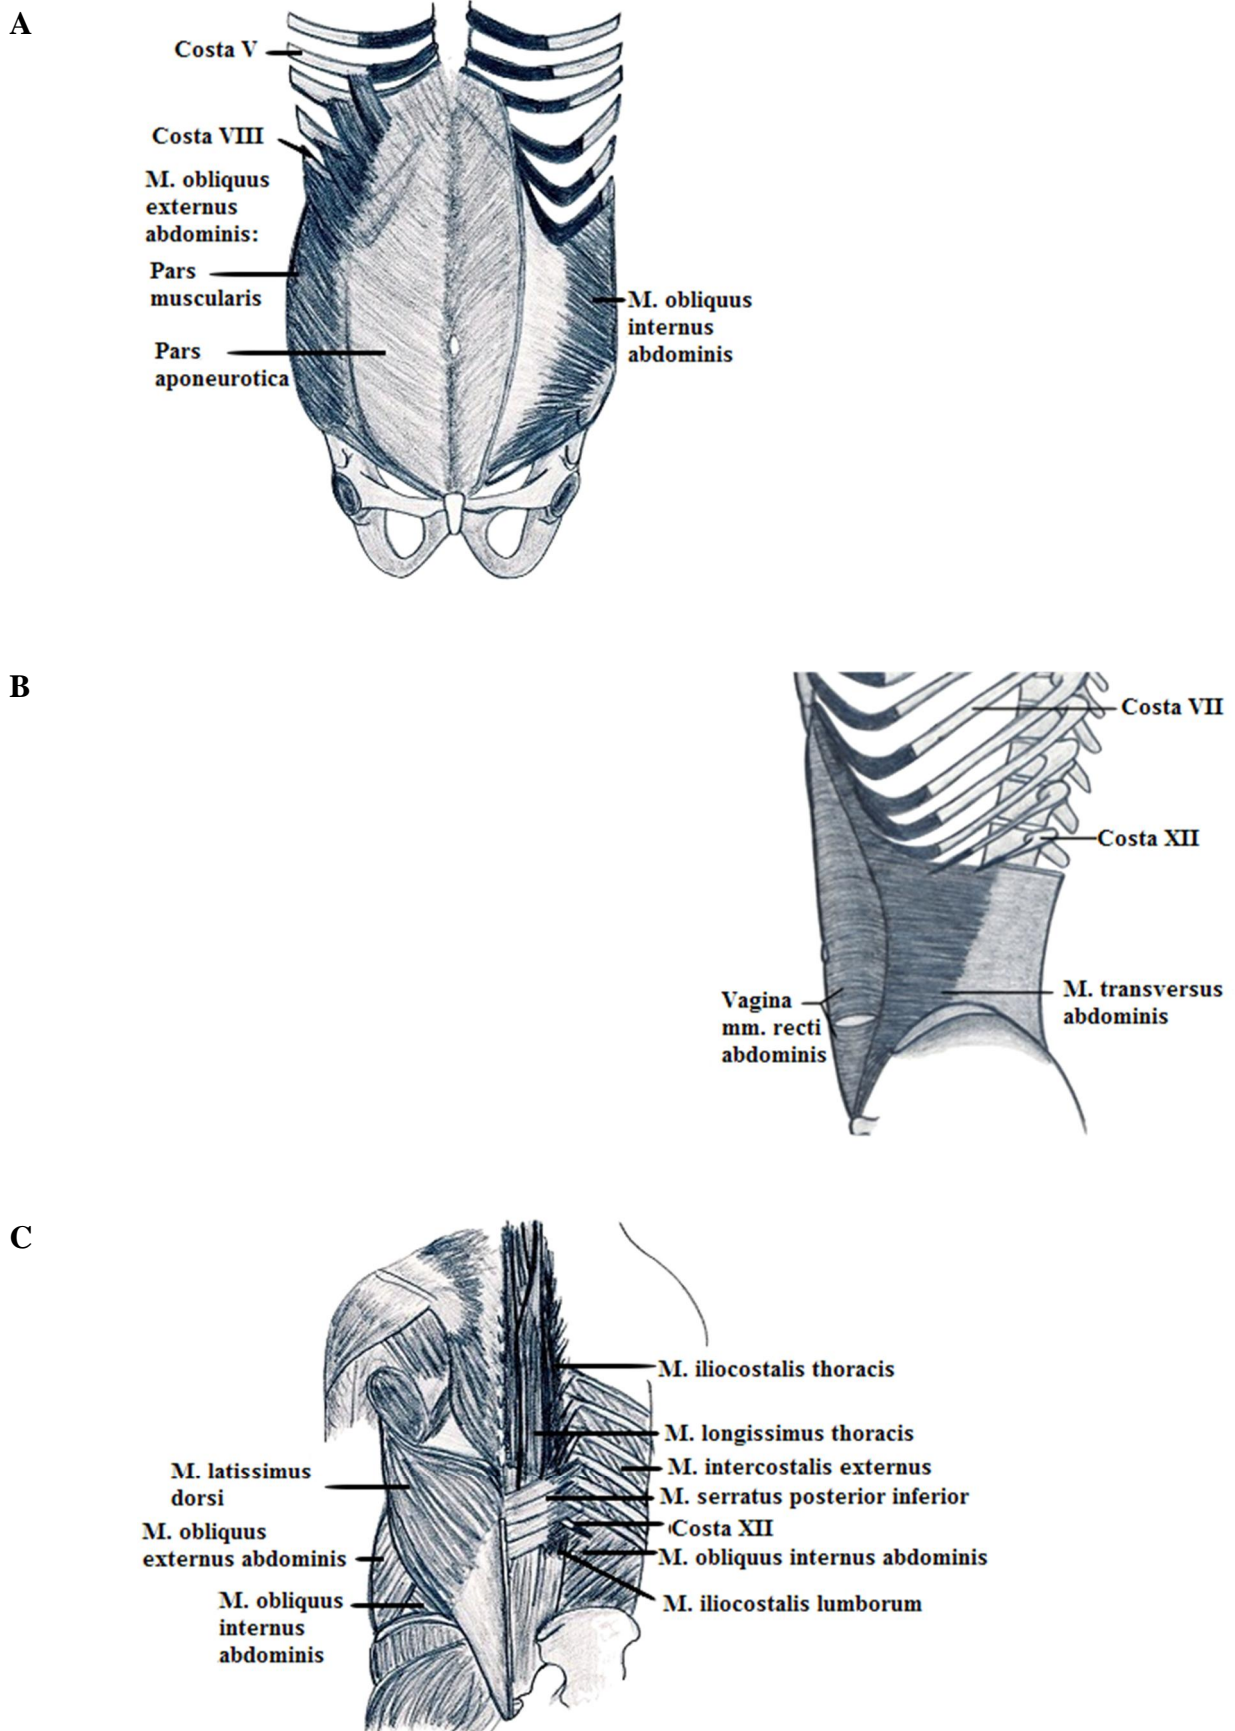 A
Costa V
Costa VIII
M. obliquus
externus
abdominis:
Pars
muscularis
Pars
aponeurotica
M. obliquus
internus
abdominis
B
Costa VII
Costa XII
Vagina
mm. recti
abdominis
M. transversus
abdominis
C
M. iliocostalis thoracis
M. longissimus thoracis
M. intercostalis externus
M. serratus posterior inferior
Costa XII
M. obliquus internus abdominis
M. iliocostalis lumborum
M. latissimus
dorsi
M. obliquus
externus abdominis
M. obliquus
internus
abdominis